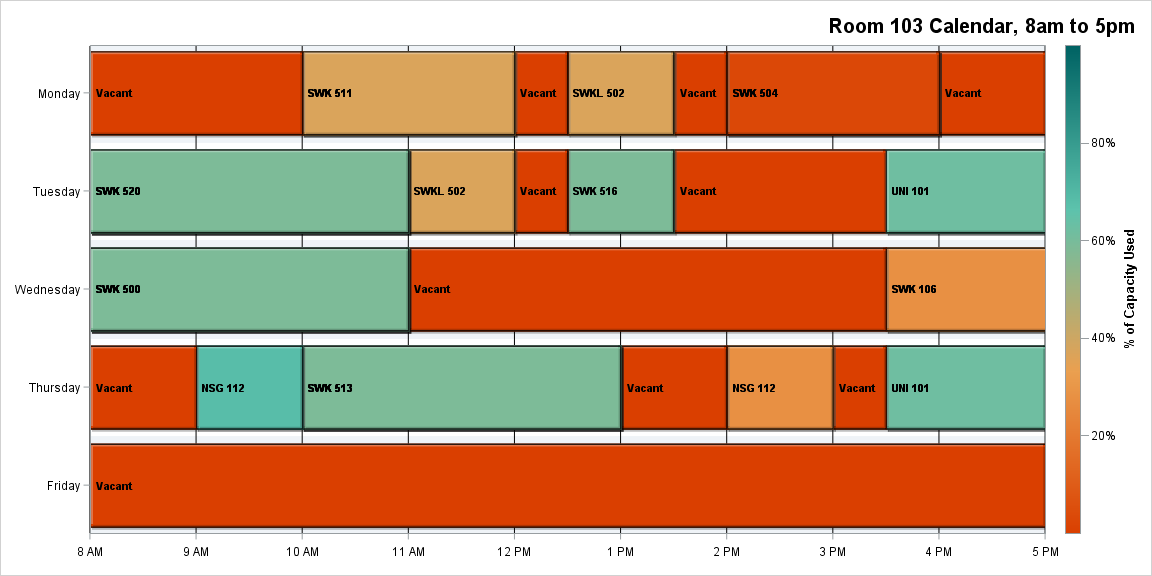 Room 103 Calendar, 8am to 5pm
Monday
Vacant
SWK 511
Vacant
SWKL 502
Vacant
SWK 504
Vacant
Tuesday
SWK 520
SWKL 502
Vacant
SWK 516
Vacant
UNI 101
Wednesday
SWK 500
Vacant
SWK 106
Thursday
Vacant
NSG 112
SWK 513
Vacant
NSG 112
Vacant
UNI 101
Friday
Vacant
8 AM
9 AM
10 AM
11 AM
12 PM
1 PM
2 PM
3 PM
4 PM
5 PM
80%
60%
40%
20%
% of Capacity Used